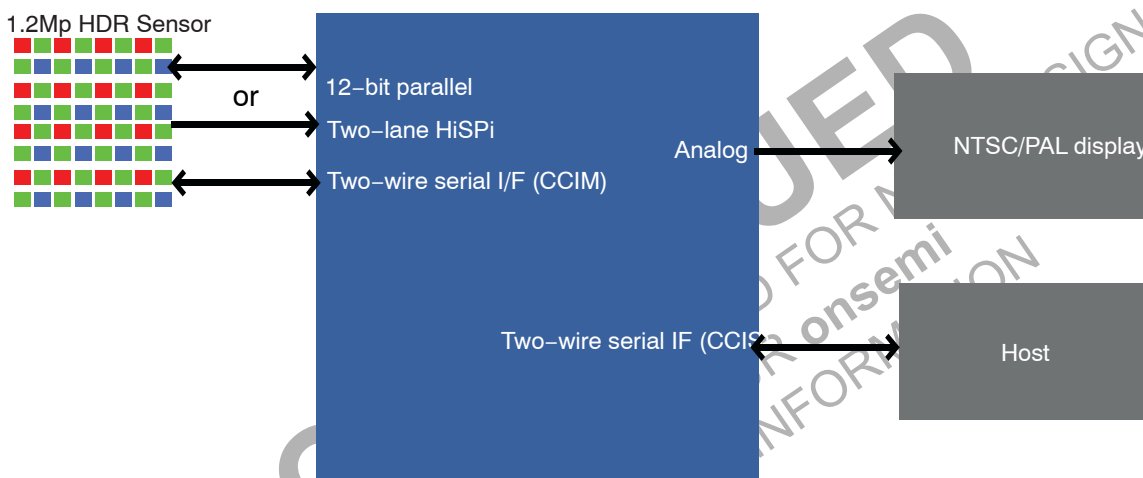 1.2Mp HDR Sensor
12−bit parallel
or
Two−lane HiSPi
Analog
NTSC/PAL display
Two−wire serial I/F (CCIM)
Two−wire serial IF (CCIS
Host
onsemi